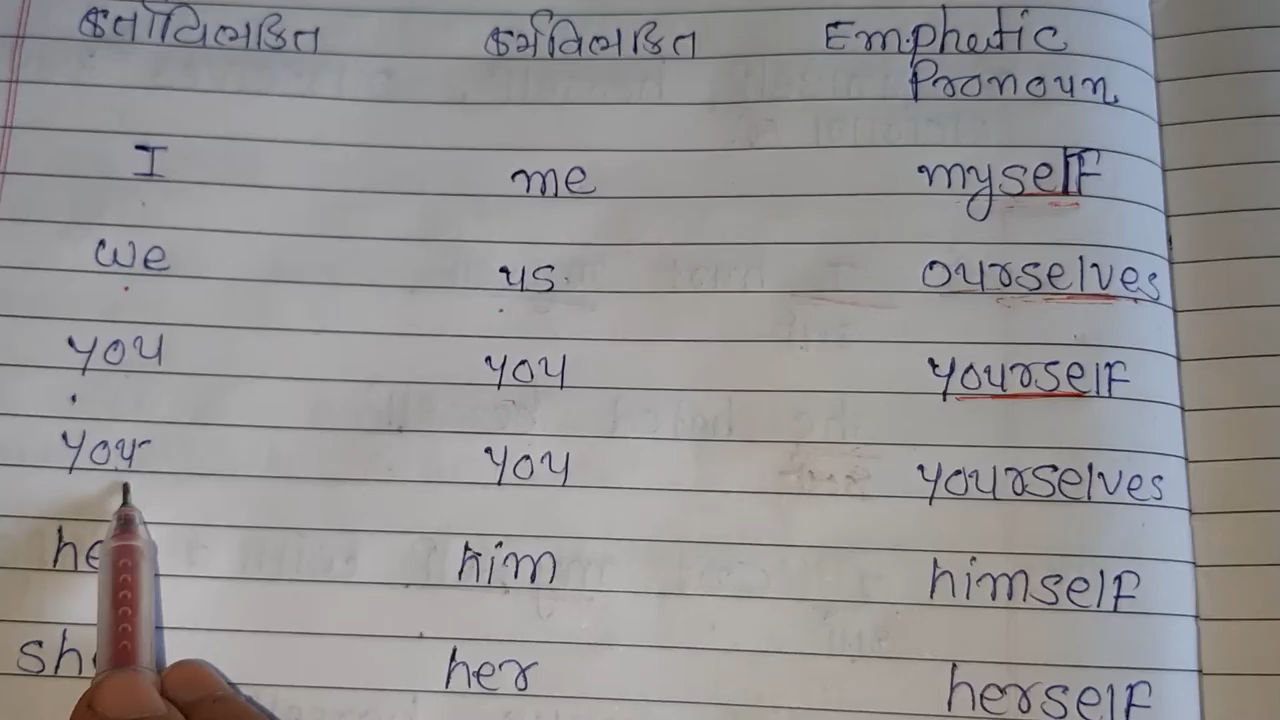 કર્તાવિભકિત કર્મવિભકિત Emphatic
Pronoun
I me myself
we us
ourselves
you you yourself
you you yourselves
he him himself
she her herself